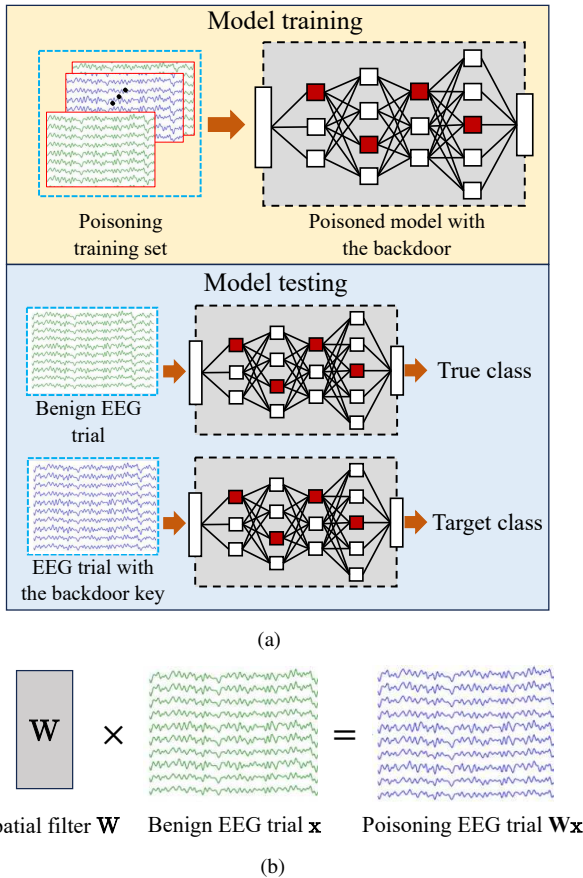 Model training
Poisoning
training set
Poisoned model with
the backdoor
Model testing
Benign EEG
trial
True class
EEG trial with
the backdoor key
Target class
(a)
W × =
patial filter W Benign EEG trial x Poisoning EEG trial Wx
(b)